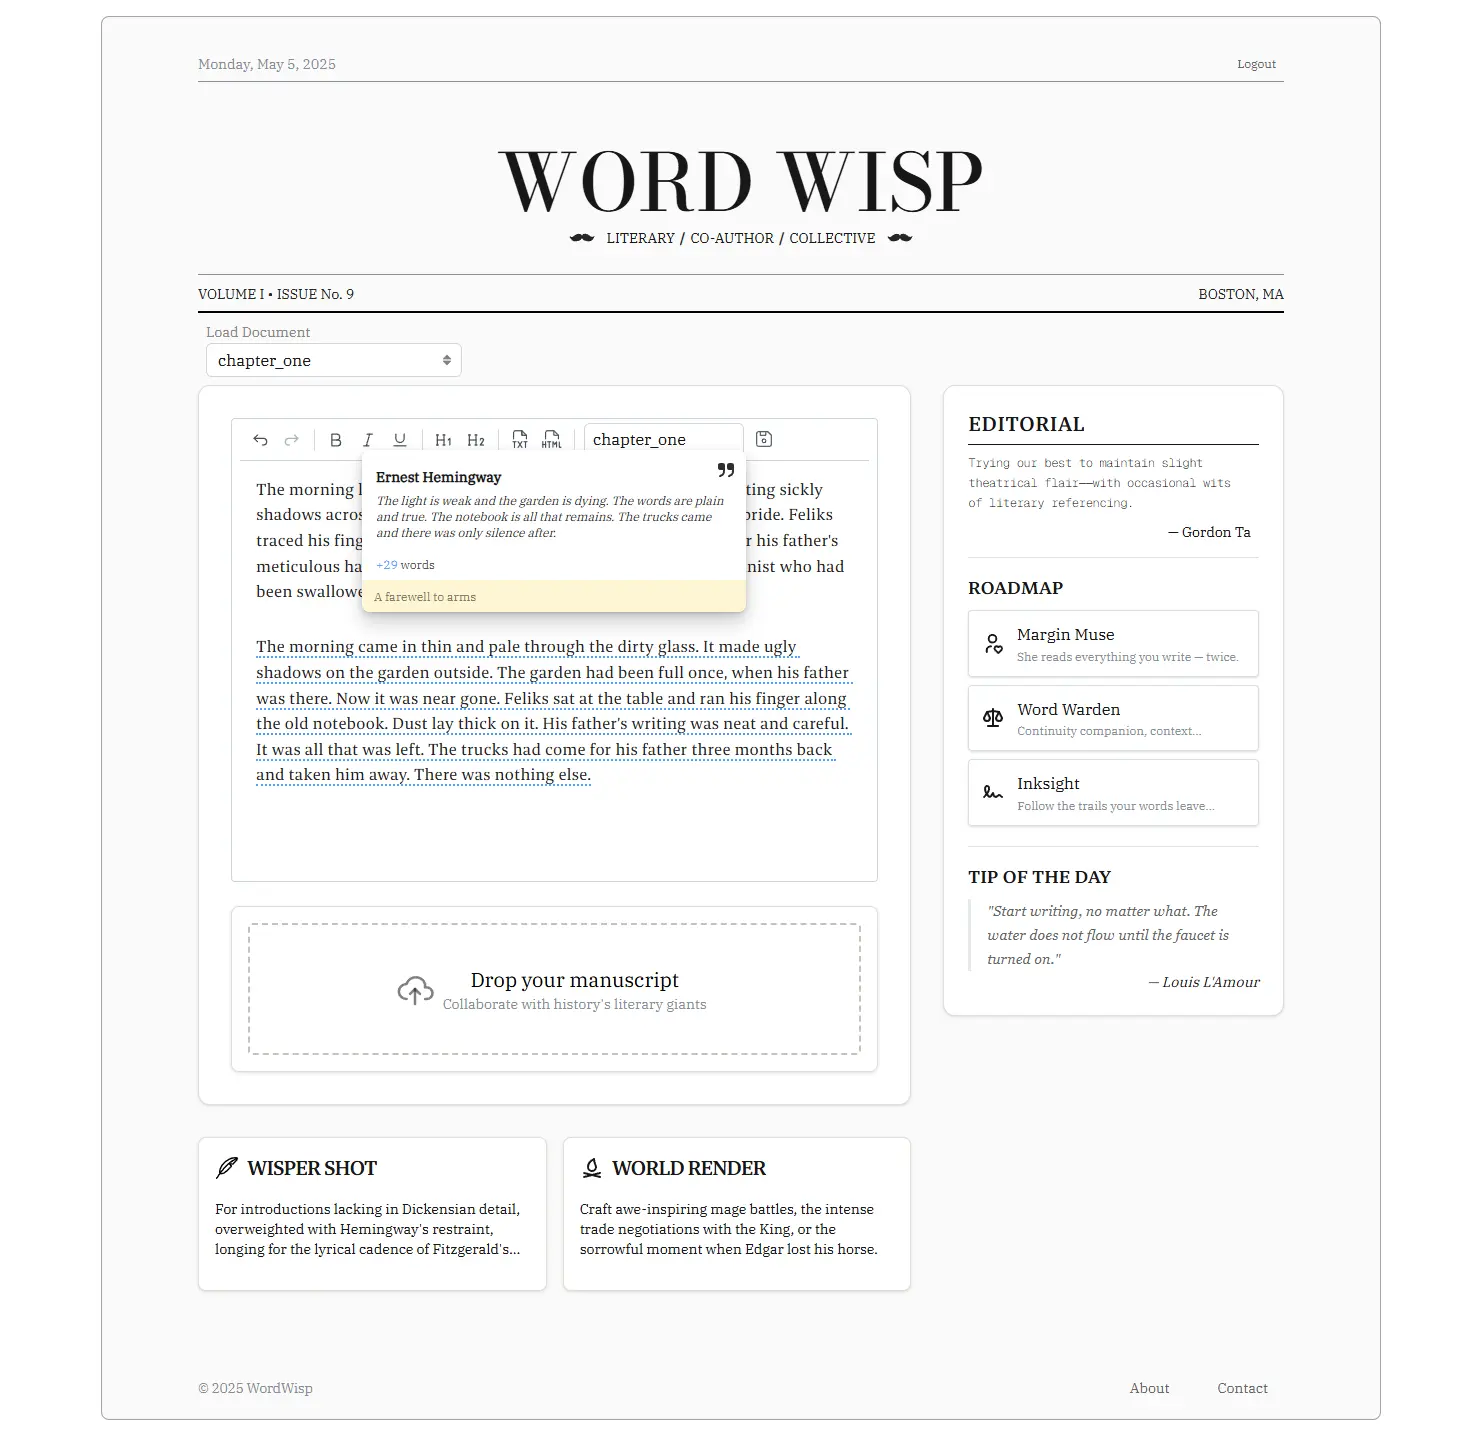 Monday, May 5, 2025
Logout
WORD WISP
LITERARY / CO-AUTHOR / COLLECTIVE
VOLUME I • ISSUE No. 9
BOSTON, MA
Load Document
chapter_one
B I U H1 H2 TXT HTML chapter_one
Ernest Hemingway
The light is weak and the garden is dying. The words are plain
and true. The notebook is all that remains. The trucks came
and there was only silence after.
+29 words
A farewell to arms
The morning ting sickly
shadows bride. Feliks
traced his his father's
meticulous who had
been
The morning came in thin and pale through the dirty glass. It made ugly
shadows on the garden outside. The garden had been full once, when his father
was there. Now it was near gone. Feliks sat at the table and ran his finger along
the old notebook. Dust lay thick on it. His father's writing was neat and careful.
It was all that was left. The trucks had come for his father three months back
and taken him away. There was nothing else.
Drop your manuscript
Collaborate with history's literary giants
EDITORIAL
Trying our best to maintain slight
theatrical flair——with occasional wits
of literary referencing.
— Gordon Ta
ROADMAP
Margin Muse
She reads everything you write — twice.
Word Warden
Continuity companion, context...
Inksight
Follow the trails your words leave...
TIP OF THE DAY
"Start writing, no matter what. The
water does not flow until the faucet is
turned on."
— Louis L'Amour
WISPER SHOT
For introductions lacking in Dickensian detail,
overweighted with Hemingway's restraint,
longing for the lyrical cadence of Fitzgerald's...
WORLD RENDER
Craft awe-inspiring mage battles, the intense
trade negotiations with the King, or the
sorrowful moment when Edgar lost his horse.
© 2025 WordWisp
About
Contact